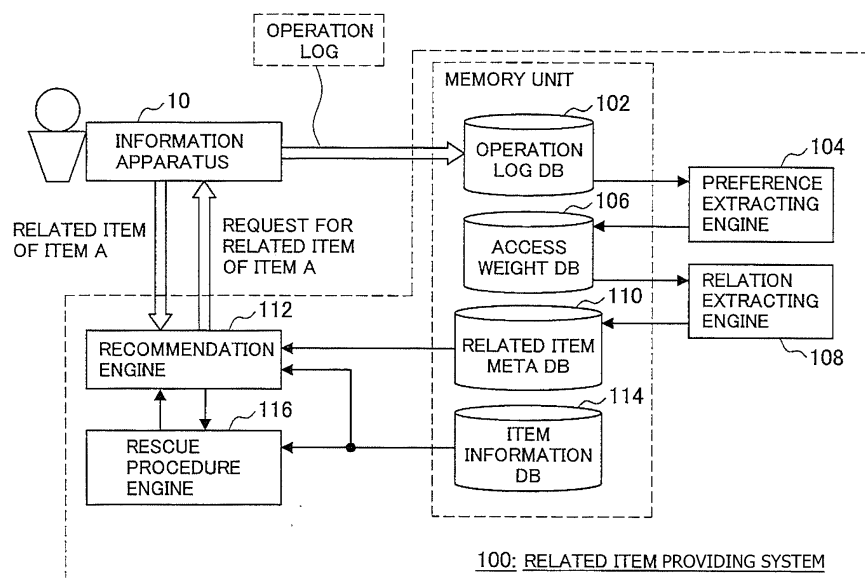 OPERATION
LOG
MEMORY UNIT
10
INFORMATION
APPARATUS
102
OPERATION
LOG DB
104
PREFERENCE
EXTRACTING
ENGINE
RELATED ITEM
OF ITEM A
REQUEST FOR
RELATED ITEM
OF ITEM A
106
ACCESS
WEIGHT DB
RELATION
EXTRACTING
ENGINE
108
112
RECOMMENDATION
ENGINE
110
RELATED ITEM
META DB
116
RESCUE
PROCEDURE
ENGINE
114
ITEM
INFORMATION
DB
100: RELATED ITEM PROVIDING SYSTEM